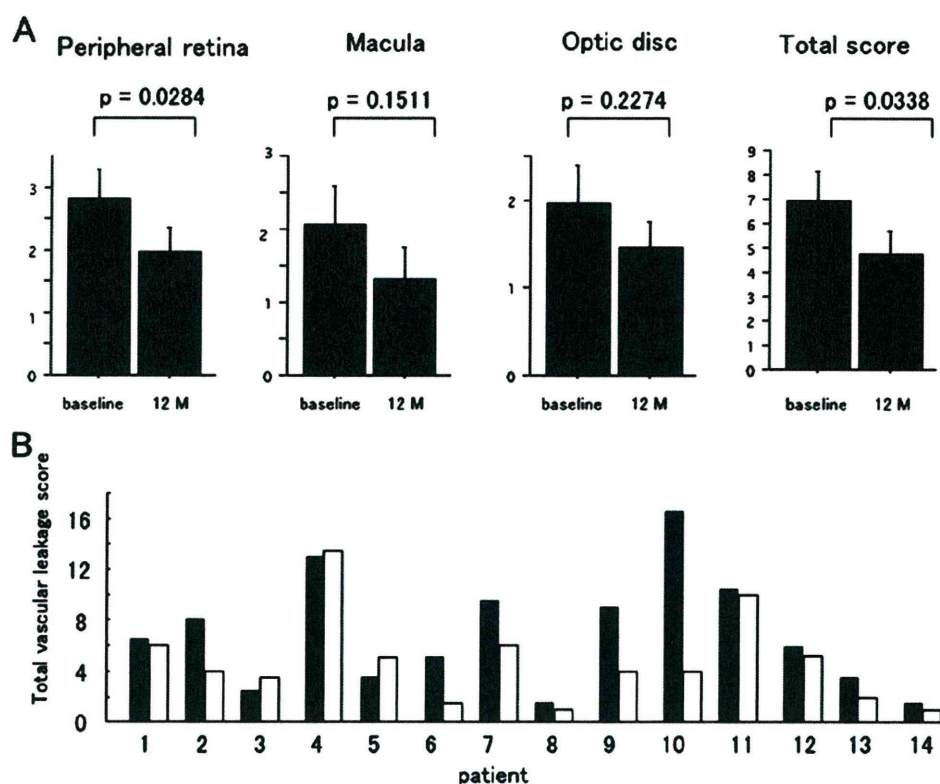 A
Peripheral retina
Macula
Optic disc
Total score
p = 0.0284
p = 0.1511
p = 0.2274
p = 0.0338
3
2
1
0
baseline 12 M
3
2
1
0
baseline 12 M
2
1
0
baseline 12 M
9
8
7
6
5
4
3
2
1
0
baseline 12 M
B
Total vascular leakage score
16
12
8
4
0
1 2 3 4 5 6 7 8 9 10 11 12 13 14
patient